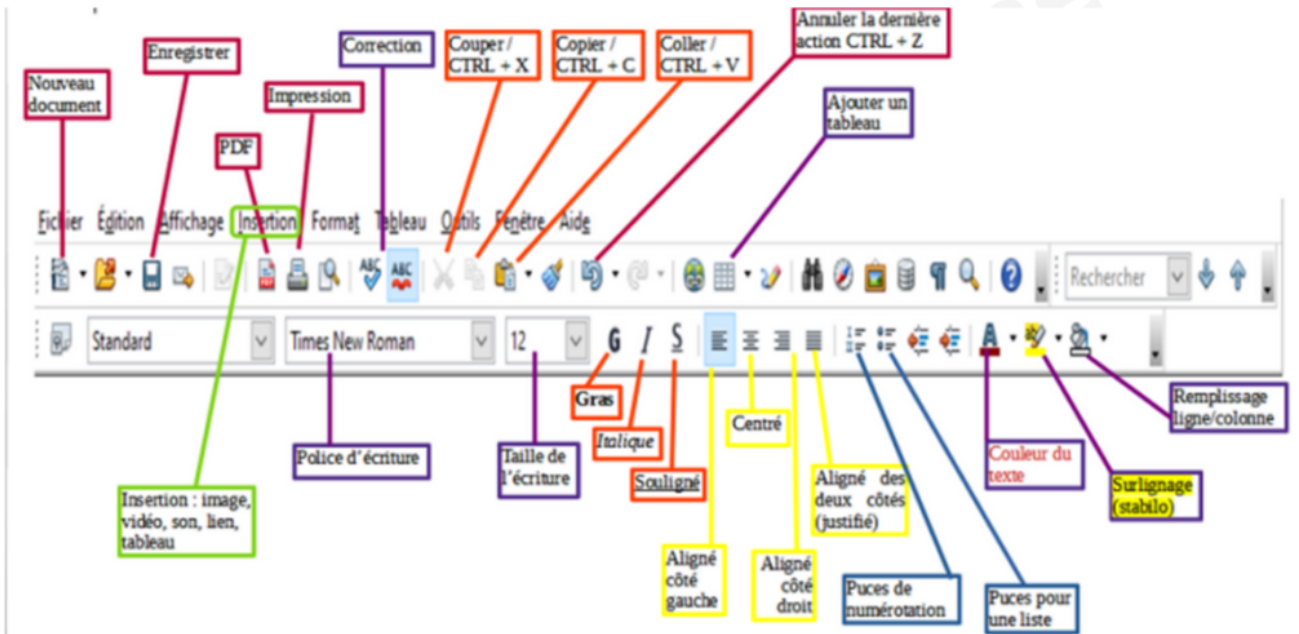 Annuler la dernière
action CTRL + Z
Enregistrer
Correction
Couper /
CTRL + X
Copier /
CTRL + C
Coller /
CTRL + V
Nouveau
document
Impression
Ajouter un
tableau
PDF
Fichier Édition Affichage Insertion Format Tableau Outils Fenêtre Aide
ABC
ABC
Rechercher
Standard
Times New Roman
12
G I S
A
Gras
Italique
Souligné
Centré
Remplissage
ligne/colonne
Police d'écriture
Taille de
l'écriture
Couleur du
texte
Aligné des
deux côtés
(justifié)
Surlignage
(stabilo)
Insertion : image,
vidéo, son, lien,
tableau
Aligné
côté
gauche
Aligné
côté
droit
Puces de
numérotation
Puces pour
une liste